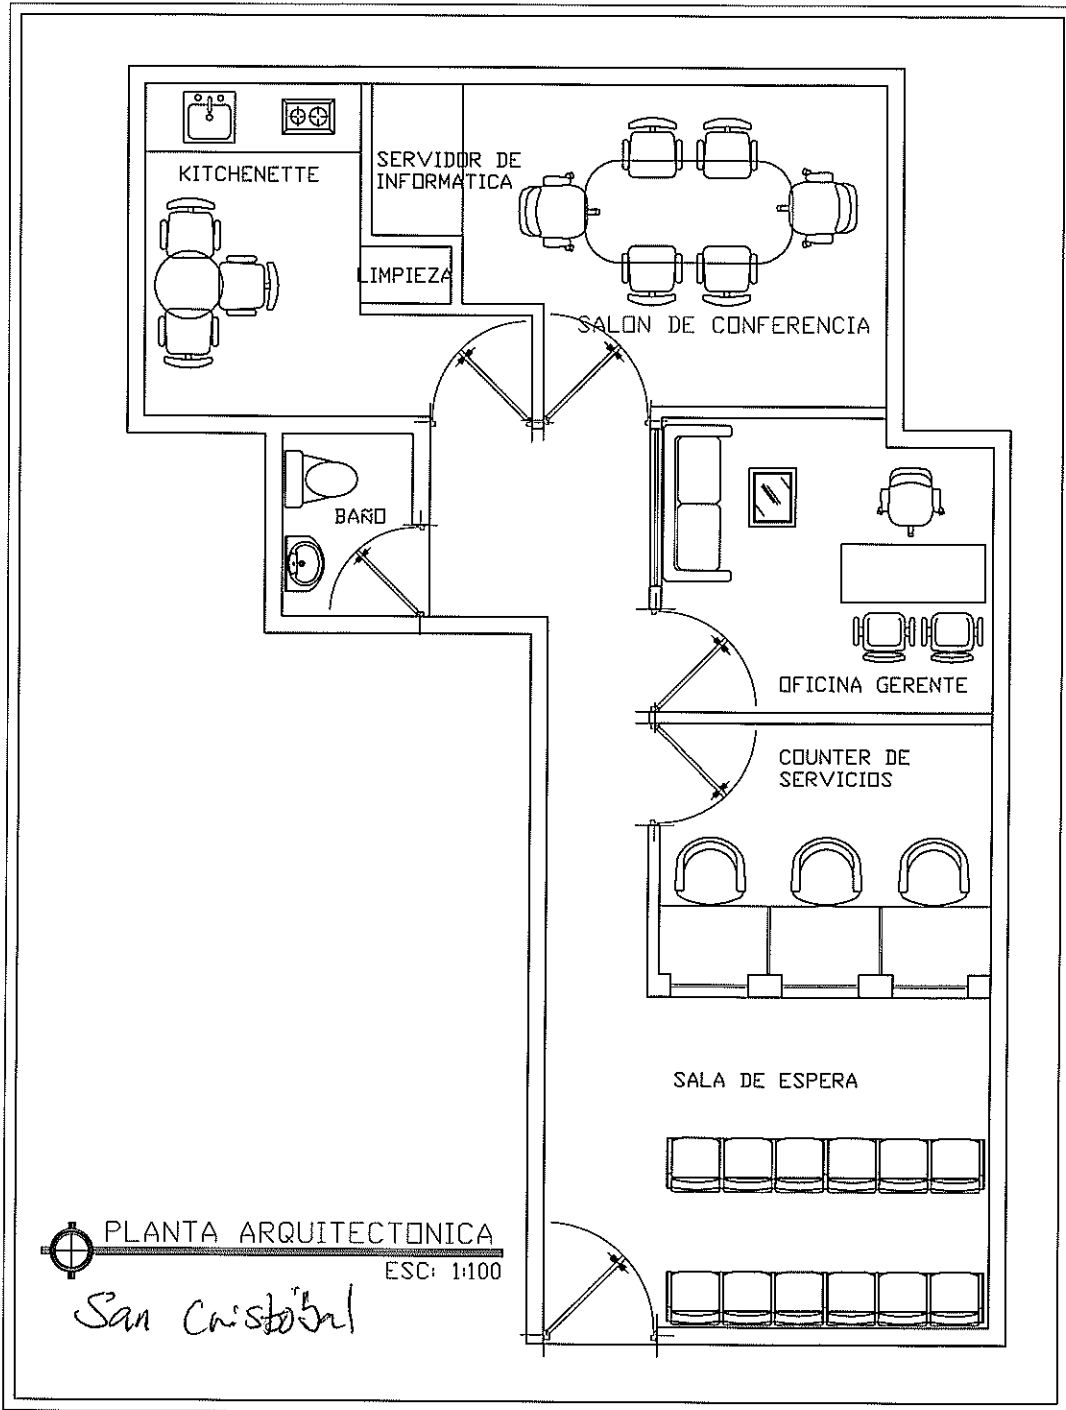 KITCHENETTE
SERVIDOR DE
INFORMATICA
LIMPIEZA
SALON DE CONFERENCIA
BAÑO
OFICINA GERENTE
COUNTER DE
SERVICIOS
SALA DE ESPERA
PLANTA ARQUITECTONICA
ESC: 1:100
San Cristóbal